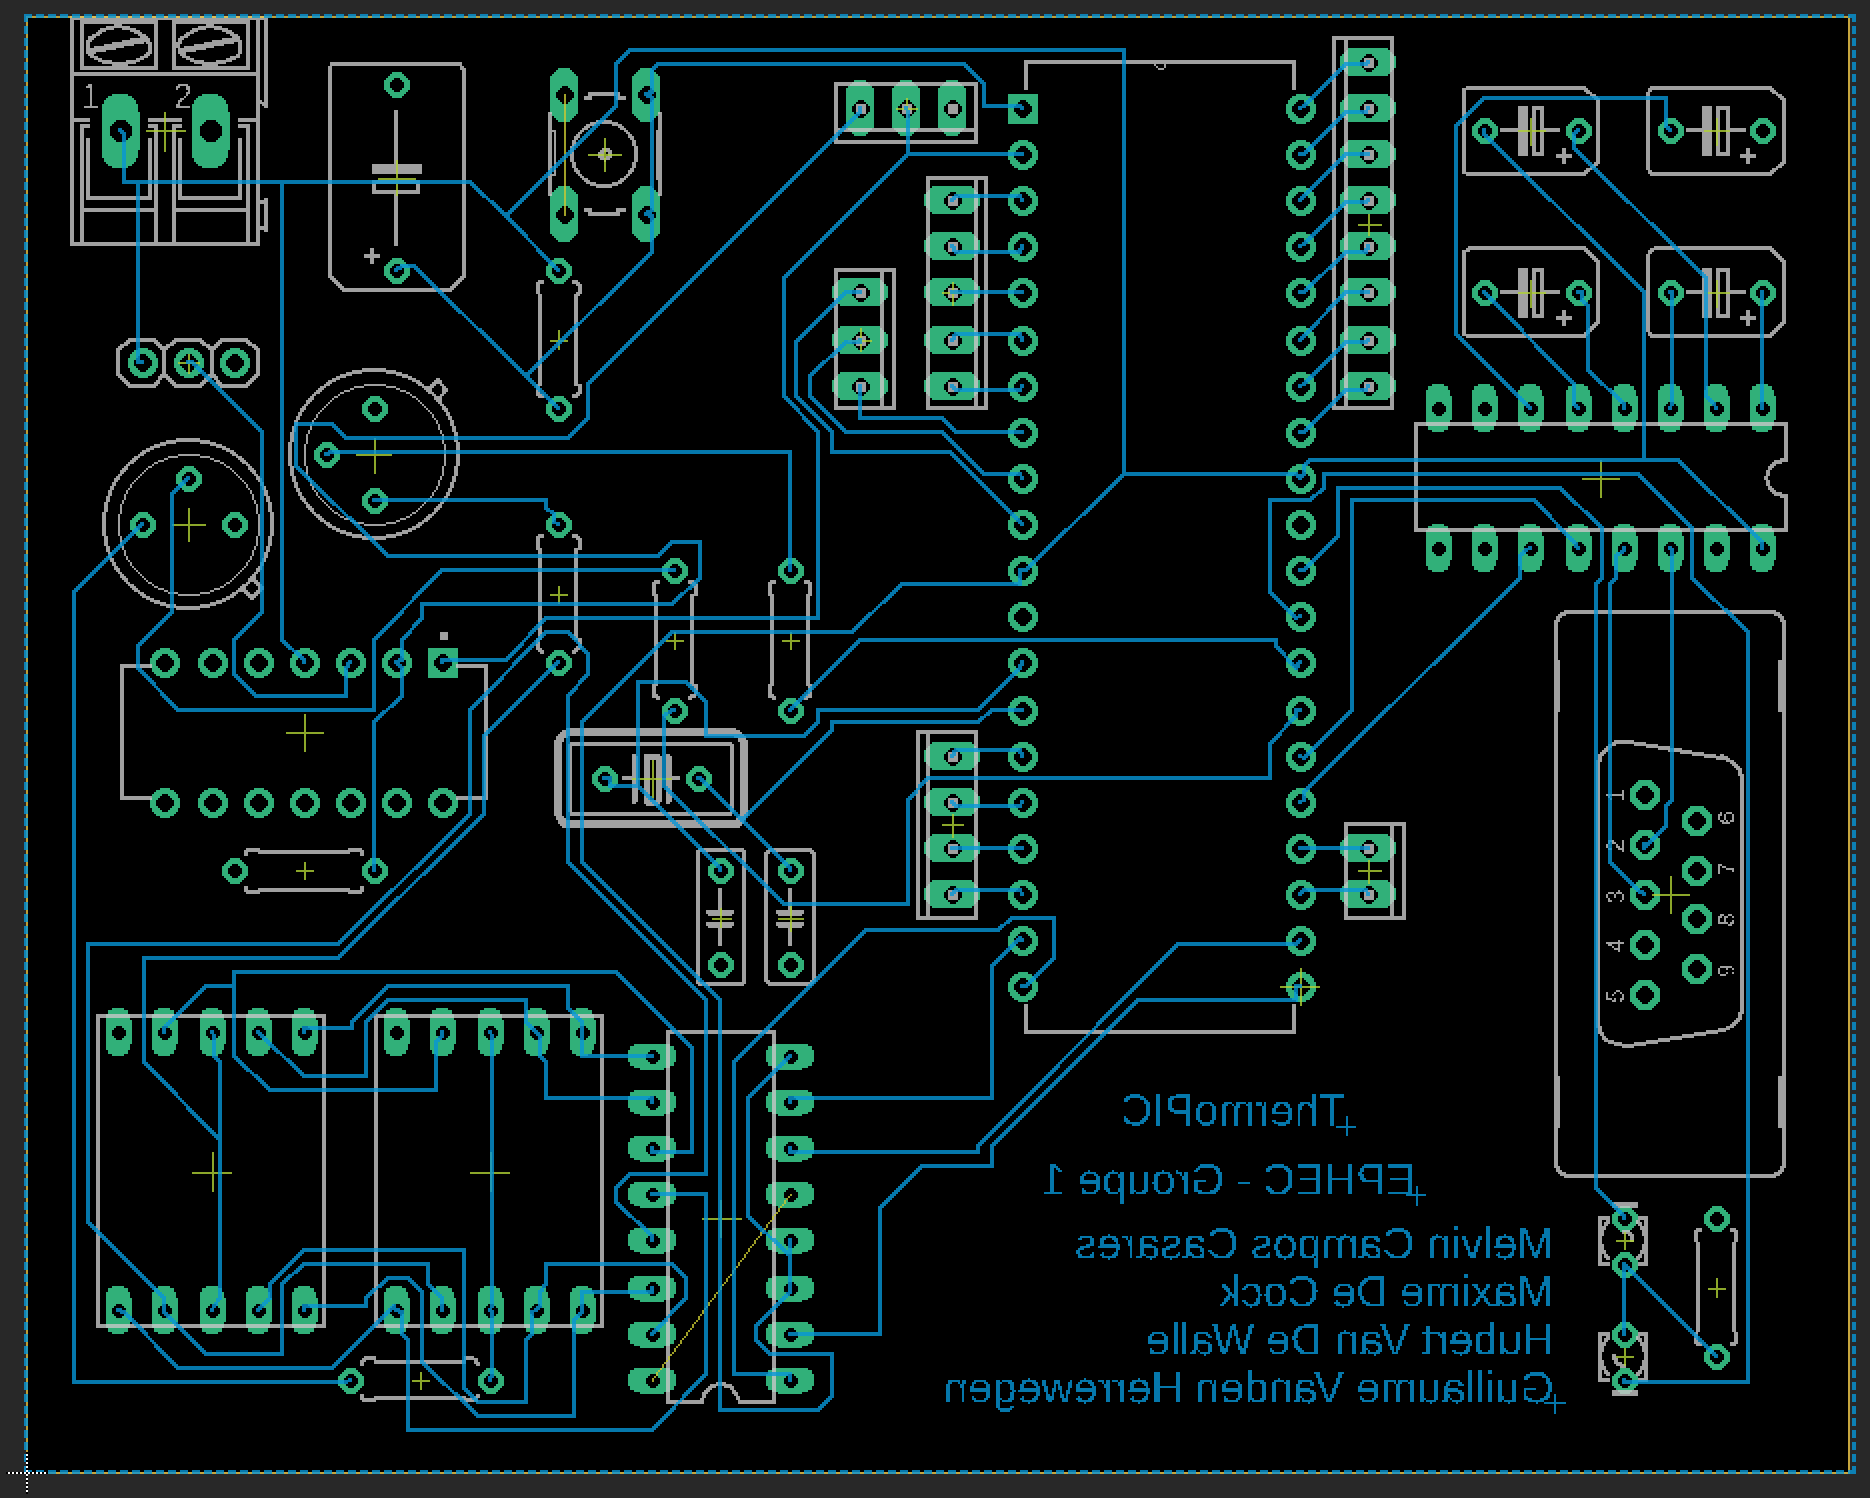 1 2
ThermoPIC
EPHEC - Groupe 1
Melvin Campos Casares
Maxime De Cock
Hubert Van De Walle
Guillaume Vanden Herrewegen
1
2
3
4
5
6
7
8
9